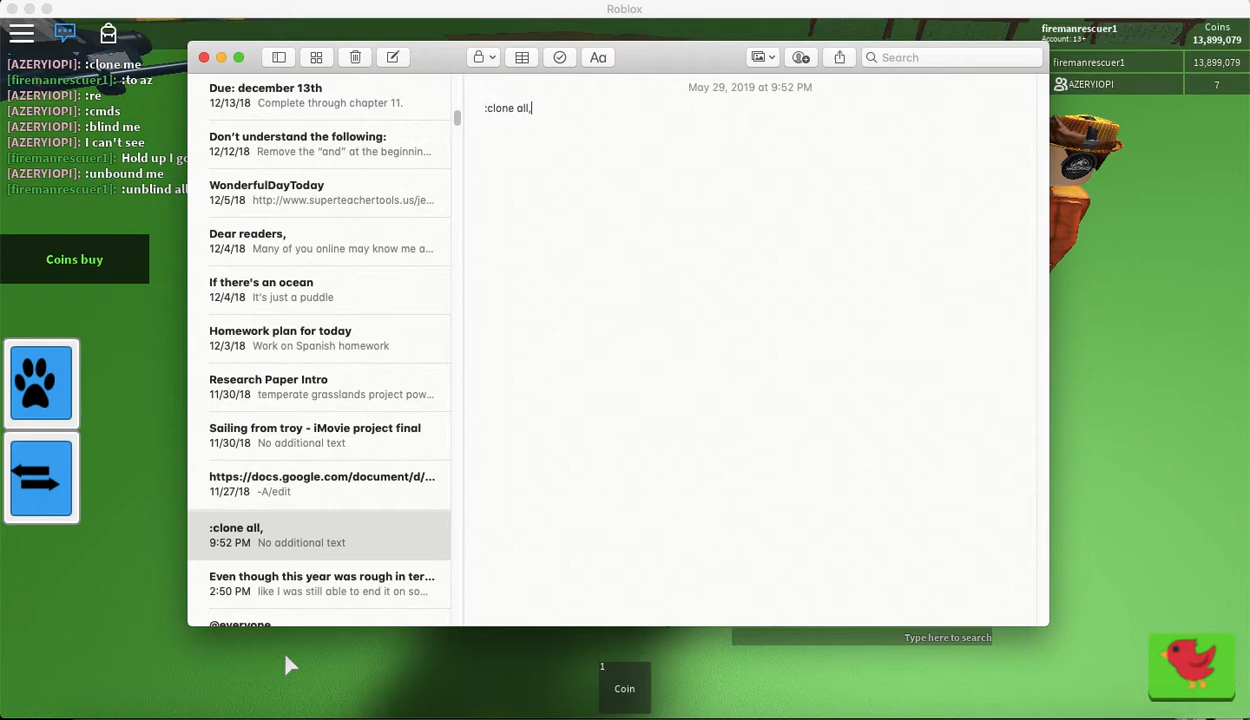 Roblox
[AZERYIOPI]: :clone me
[firemanrescuer1]: :to az
[AZERYIOPI]: :re
[AZERYIOPI]: :cmds
[AZERYIOPI]: :blind me
[AZERYIOPI]: I can't see
[firemanrescuer1]: Hold up I go
[AZERYIOPI]: :unbound me
[firemanrescuer1]: :unblind all
Coins buy
Aa
Search
Due: december 13th
12/13/18 Complete through chapter 11.
Don't understand the following:
12/12/18 Remove the "and" at the beginnin...
WonderfulDayToday
12/5/18 http://www.superteachertools.us/je...
Dear readers,
12/4/18 Many of you online may know me a...
If there's an ocean
12/4/18 It's just a puddle
Homework plan for today
12/3/18 Work on Spanish homework
Research Paper Intro
11/30/18 temperate grasslands project pow...
Sailing from troy - iMovie project final
11/30/18 No additional text
https://docs.google.com/document/d/...
11/27/18 -A/edit
:clone all,
9:52 PM No additional text
Even though this year was rough in ter...
2:50 PM like I was still able to end it on so...
@everyone
May 29, 2019 at 9:52 PM
:clone all,
firemanrescuer1
Account: 13+
Coins
13,899,079
firemanrescuer1 13,899,079
AZERYIOPI 7
Type here to search
1
Coin